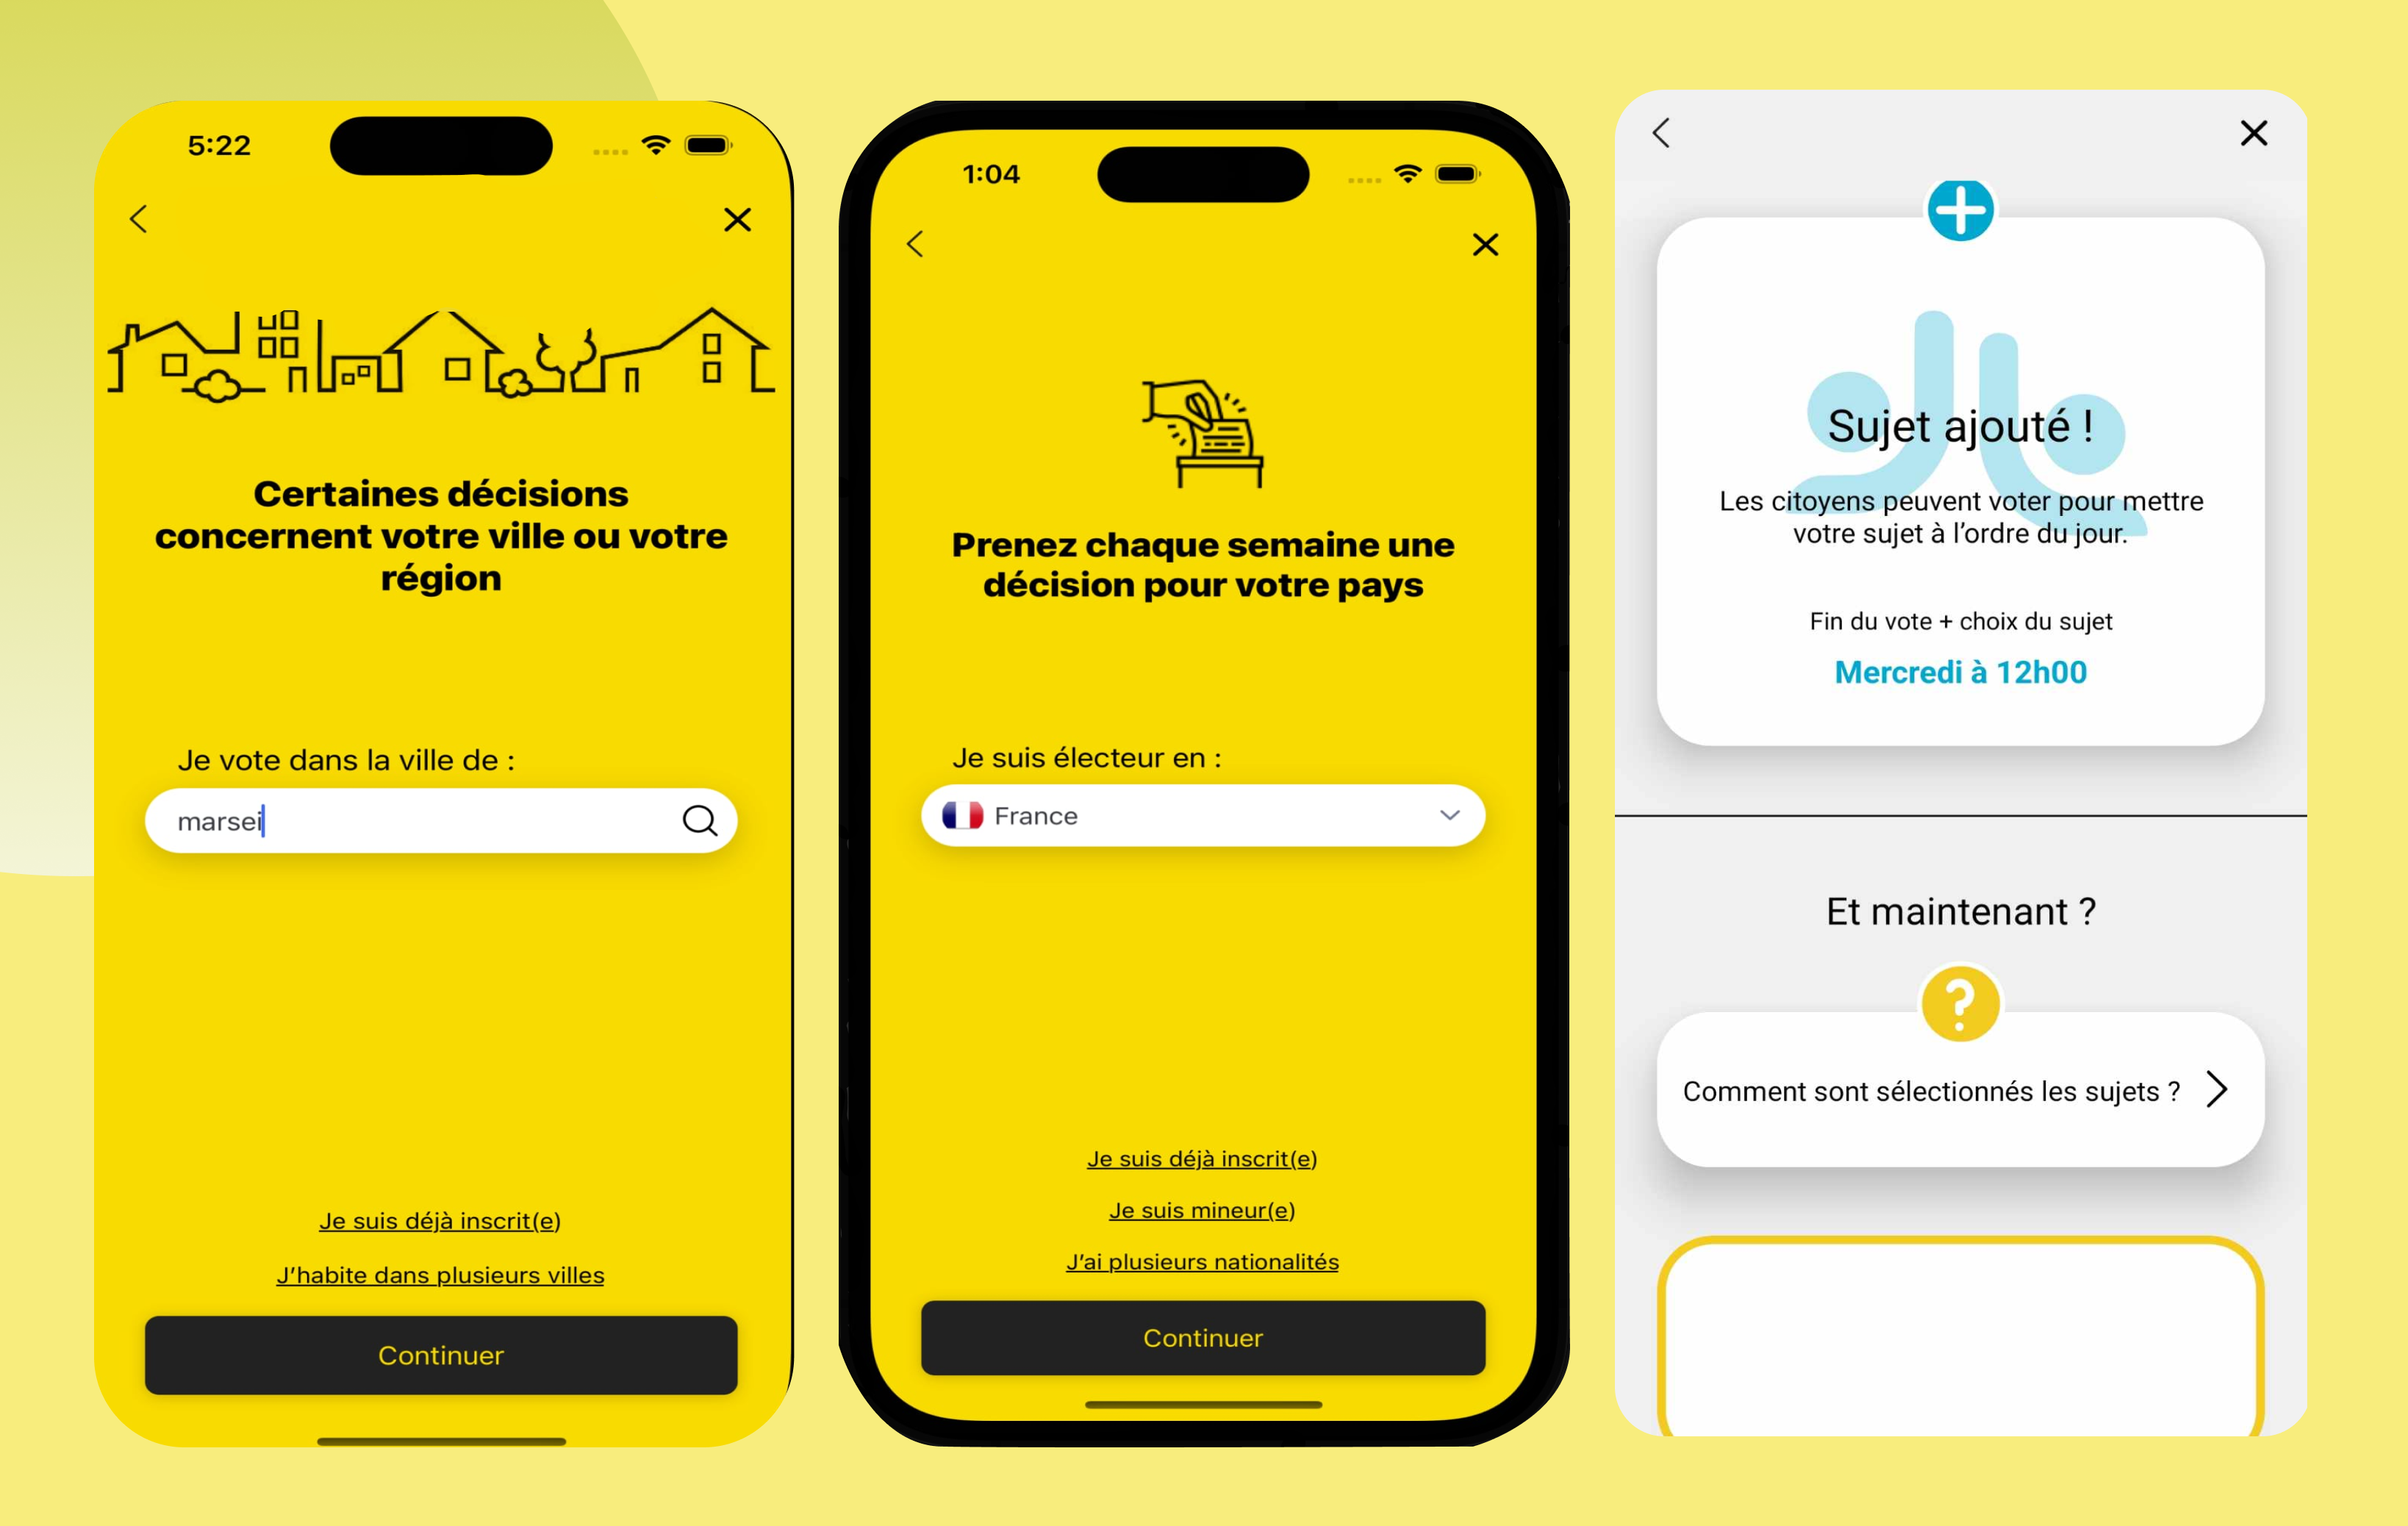 5:22
Certaines décisions
concernent votre ville ou votre
région
Je vote dans la ville de :
marsei
Je suis déjà inscrit(e)
J'habite dans plusieurs villes
Continuer
1:04
Prenez chaque semaine une
décision pour votre pays
Je suis électeur en :
France
Je suis déjà inscrit(e)
Je suis mineur(e)
J'ai plusieurs nationalités
Continuer
Sujet ajouté !
Les citoyens peuvent voter pour mettre
votre sujet à l'ordre du jour.
Fin du vote + choix du sujet
Mercredi à 12h00
Et maintenant ?
?
Comment sont sélectionnés les sujets ?